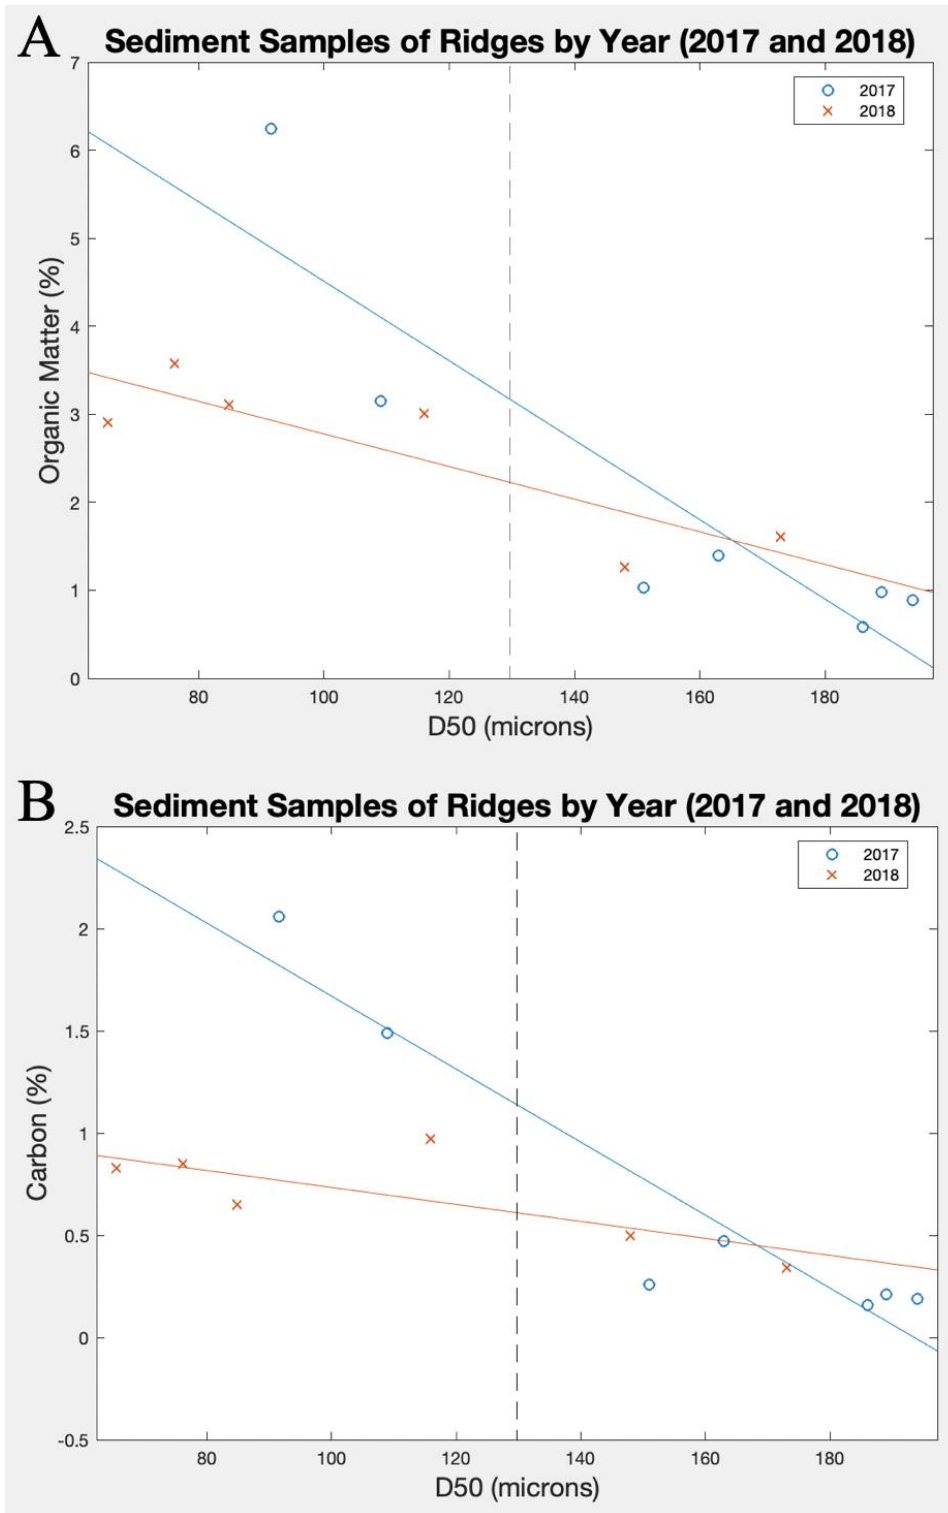 A
Sediment Samples of Ridges by Year (2017 and 2018)
7
6
5
4
3
2
1
0
Organic Matter (%)
2017
2018
80 100 120 140 160 180
D50 (microns)
B
Sediment Samples of Ridges by Year (2017 and 2018)
2.5
2
1.5
1
0.5
0
-0.5
Carbon (%)
2017
2018
80 100 120 140 160 180
D50 (microns)